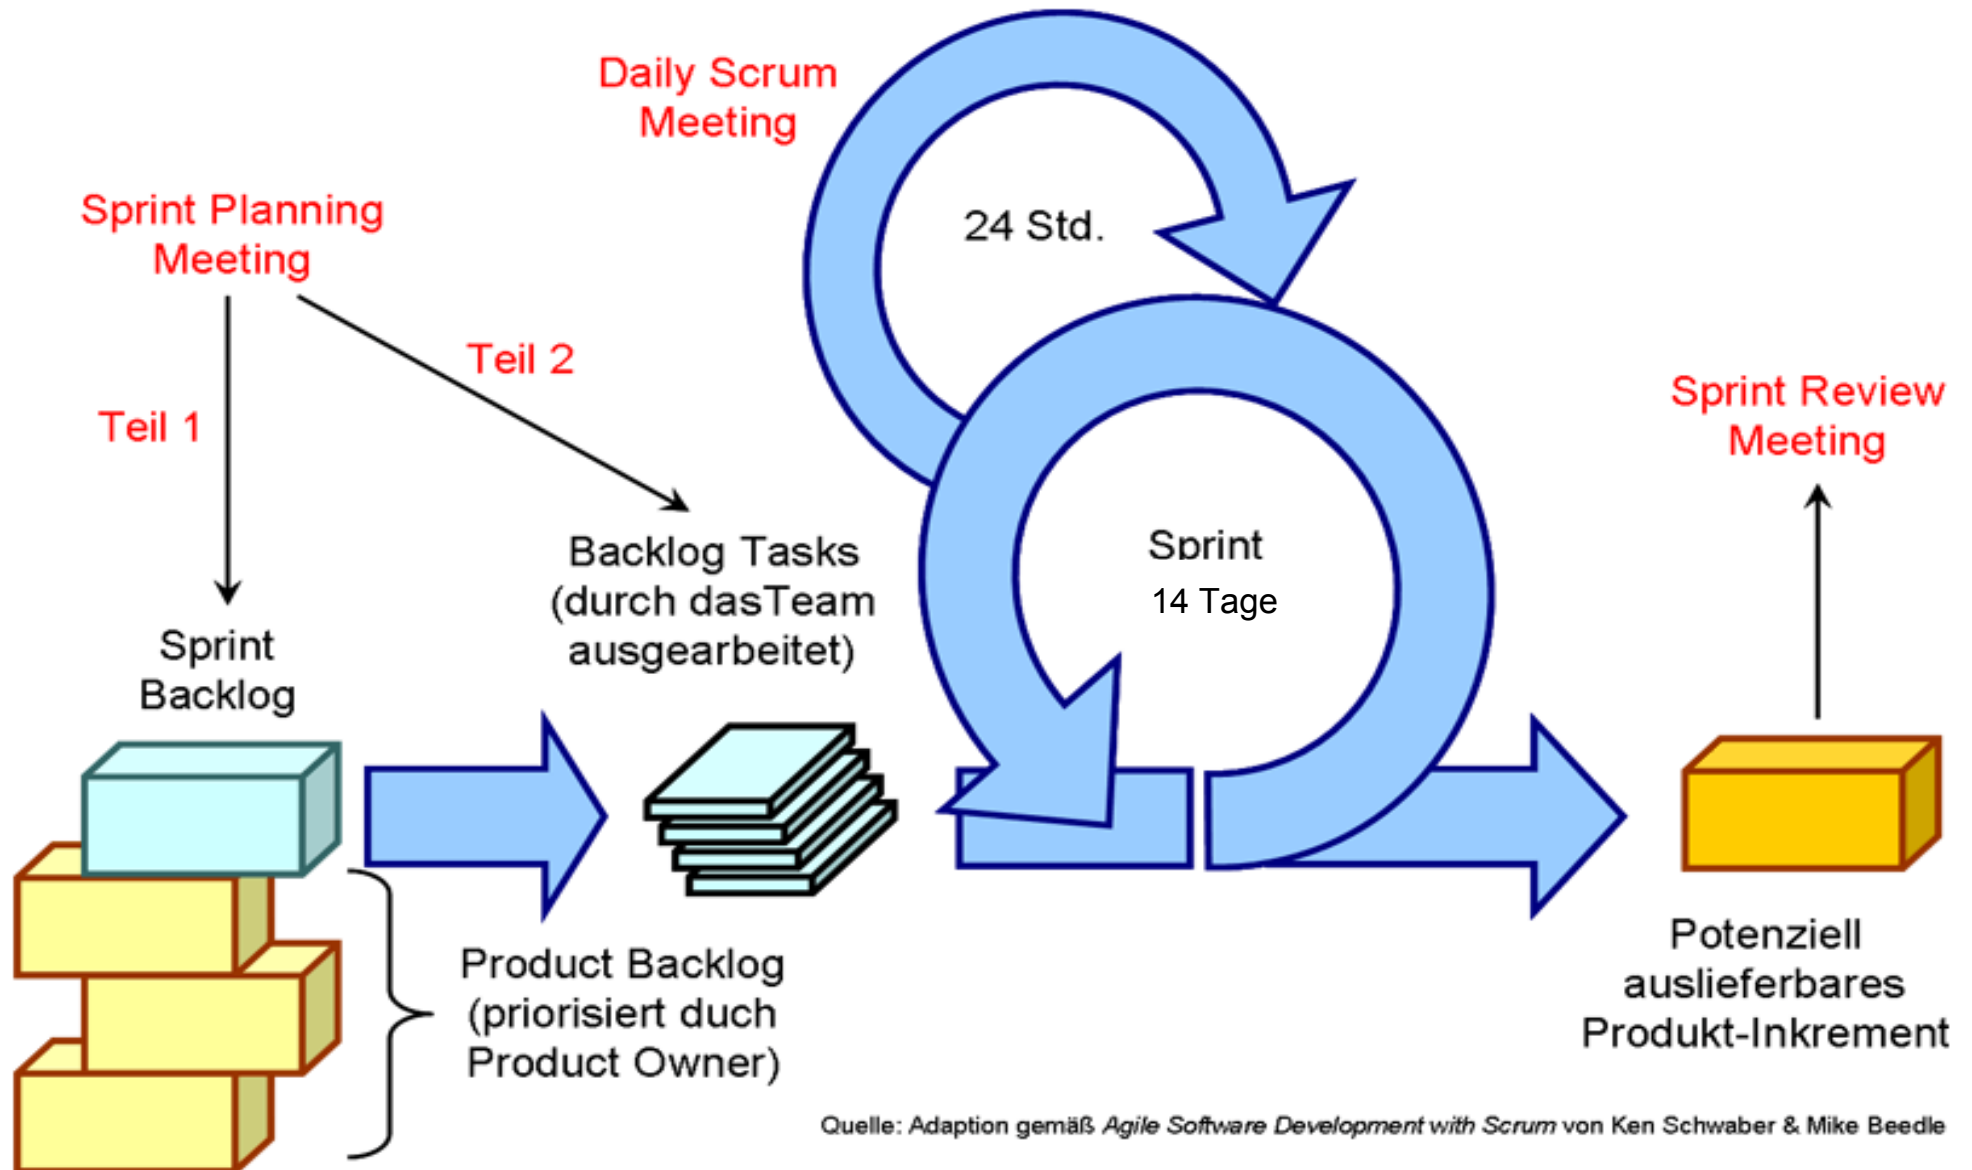 Daily Scrum
Meeting
24 Std.
Sprint Planning
Meeting
Teil 1
Teil 2
Sprint Review
Meeting
Sprint
14 Tage
Backlog Tasks
(durch dasTeam
ausgearbeitet)
Sprint
Backlog
Product Backlog
(priorisiert duch
Product Owner)
Potenziell
auslieferbares
Produkt-Inkrement
Quelle: Adaption gemäß Agile Software Development with Scrum von Ken Schwaber & Mike Beedle